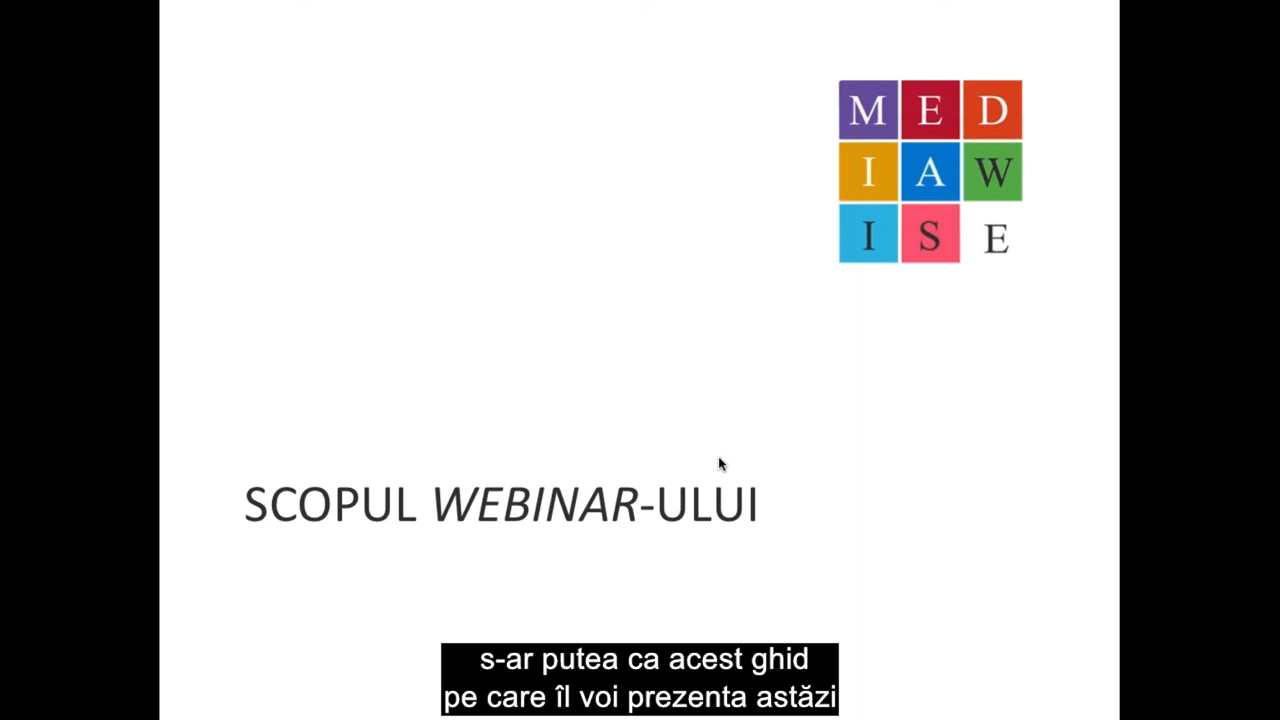 M E D
I A W
I S E
SCOPUL WEBINAR-ULUI
s-ar putea ca acest ghid
pe care îl voi prezenta astăzi